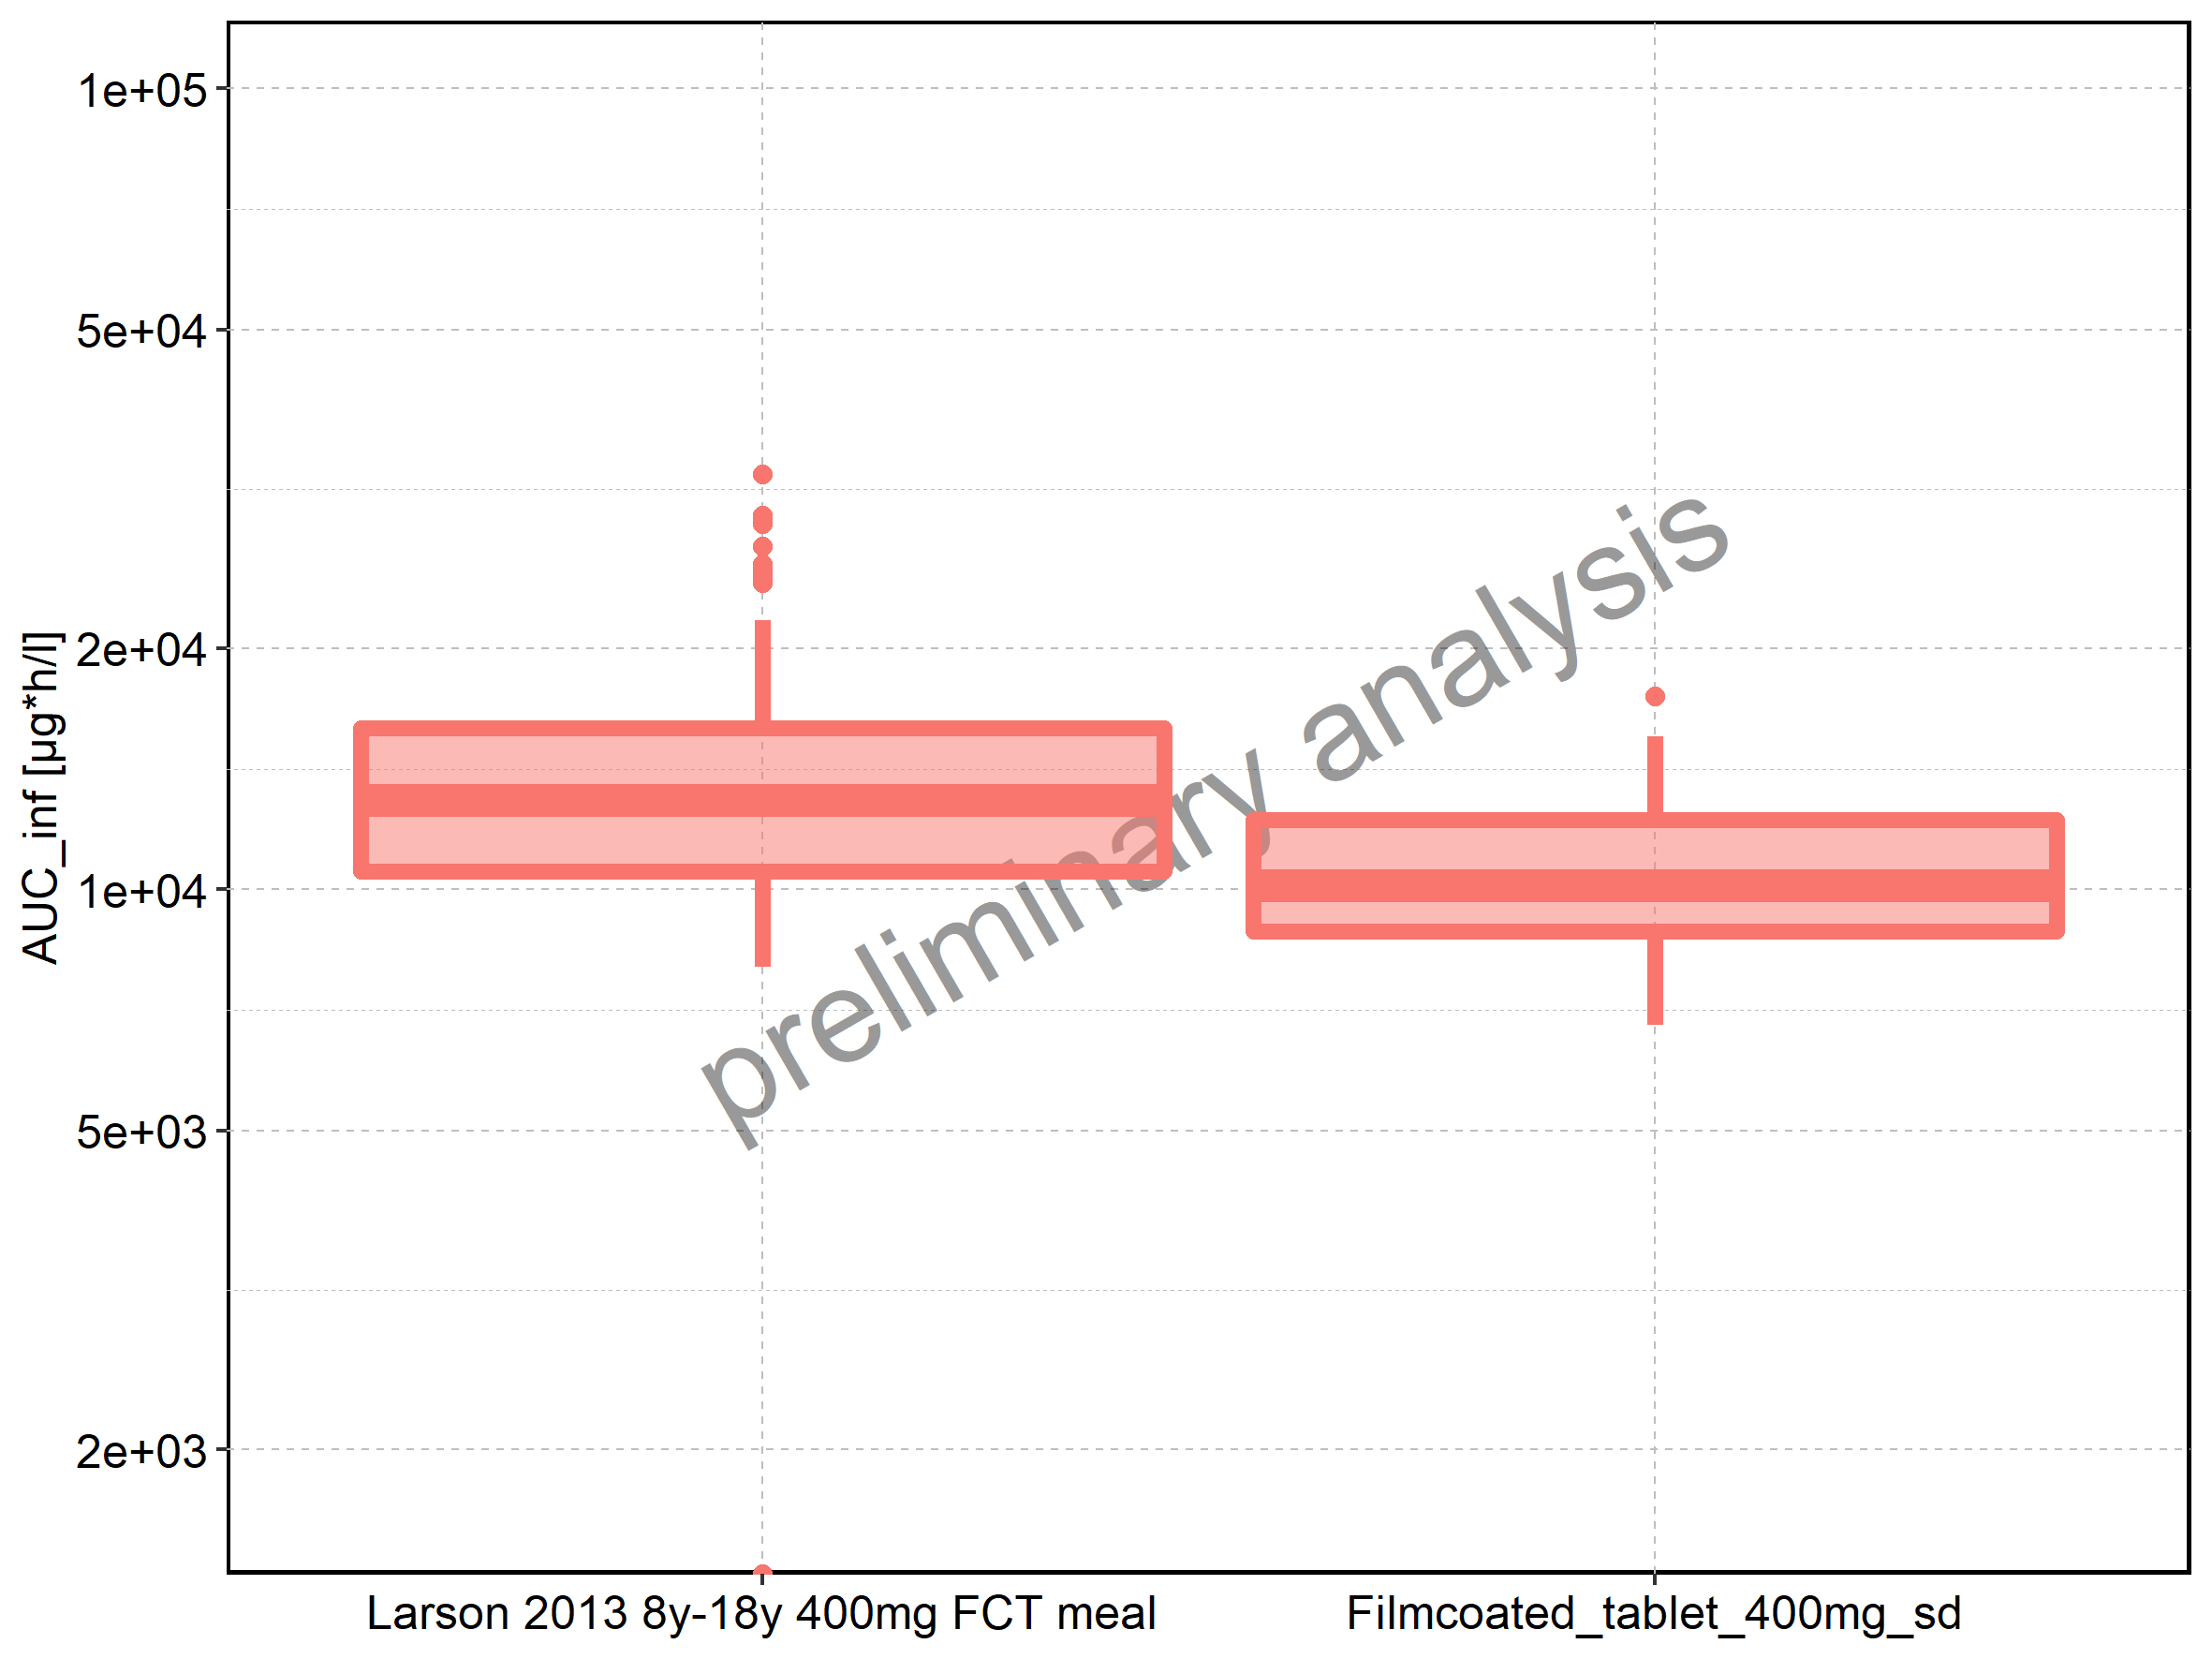 1e+05
5e+04
2e+04
1e+04
5e+03
2e+03
AUC_inf [µg*h/l]
preliminary analysis
Larson 2013 8y-18y 400mg FCT meal
Filmcoated_tablet_400mg_sd